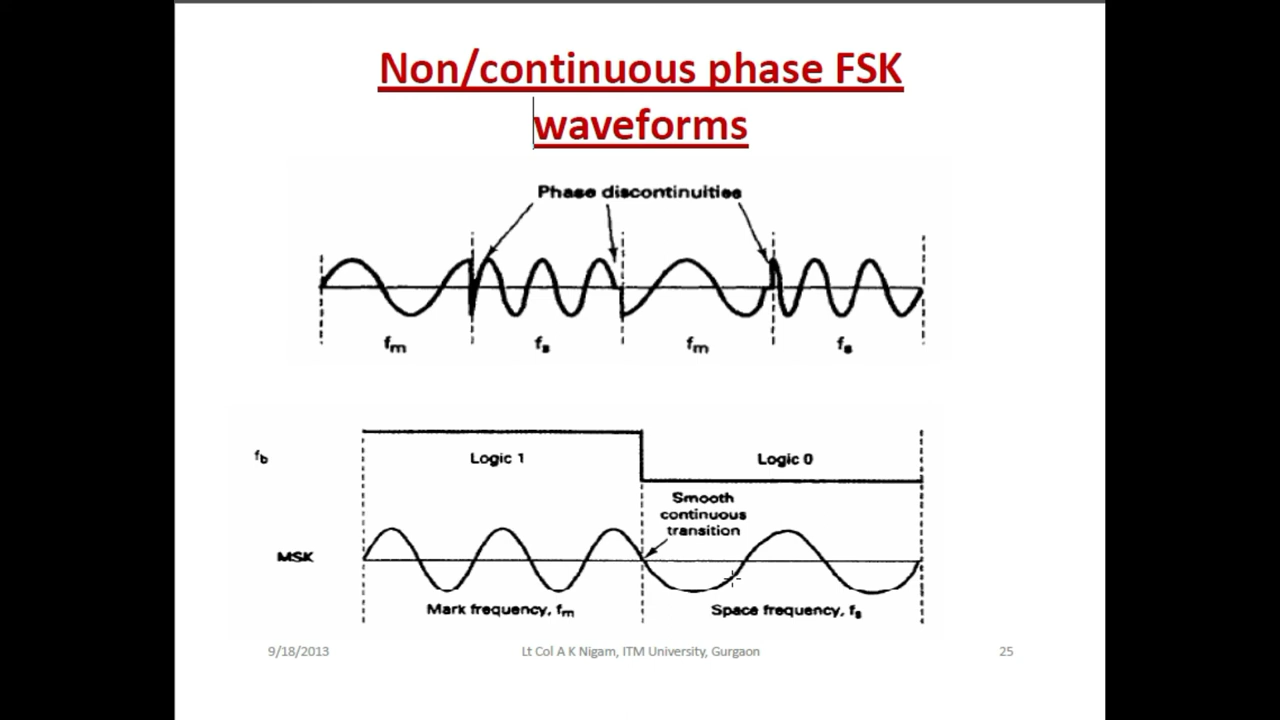 Non/continuous phase FSK
waveforms
Phase discontinuities
fm fs fm fs
fb
Logic 1 Logic 0
Smooth
continuous
transition
MSK
Mark frequency, fm Space frequency, fs
9/18/2013 Lt Col A K Nigam, ITM University, Gurgaon 25